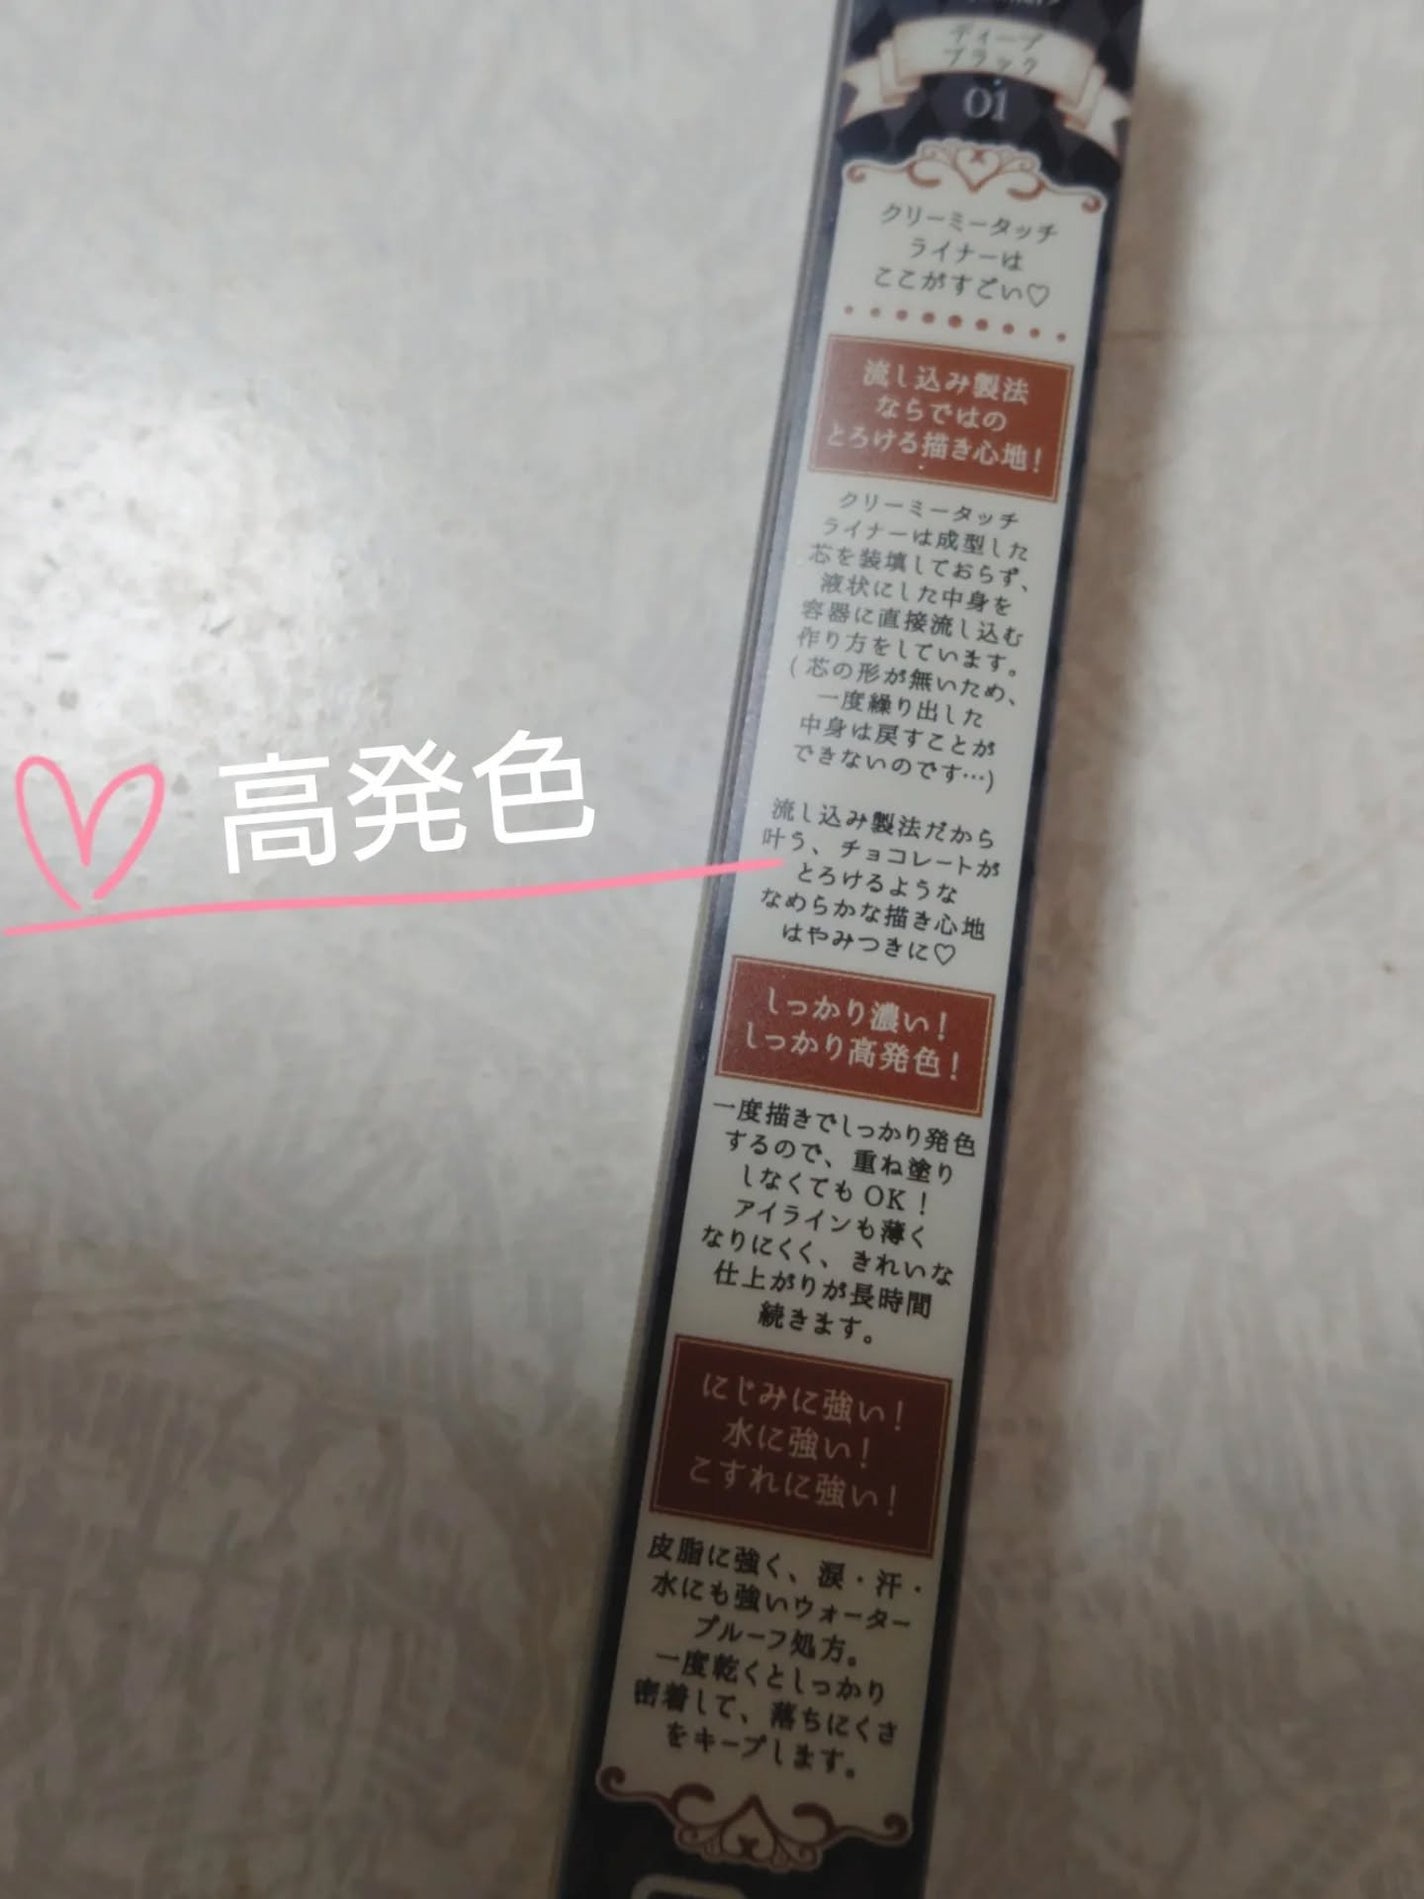 ディープ
ブラック
01
クリーミータッチ
ライナーは
ここがすごい♡
流し込み製法
ならではの
とろける描き心地!
クリーミータッチ
ライナーは成型した
芯を装填しておらず、
液状にした中身を
容器に直接流し込む
作り方をしています。
(芯の形が無いため、
一度繰り出した
中身は戻すことが
できないのです…)
流し込み製法だから
叶う、チョコレートが
とろけるような
なめらかな描き心地
はやみつきに♡
♡高発色
しっかり濃い!
しっかり高発色!
一度描きでしっかり発色
するので、重ね塗り
しなくてもOK!
アイラインも薄く
なりにくく、きれいな
仕上がりが長時間
続きます。
にじみに強い!
水に強い!
こすれに強い!
皮脂に強く、涙・汗・
水にも強いウォーター
プルーフ処方。
一度乾くとしっかり
密着して、落ちにくさ
をキープします。